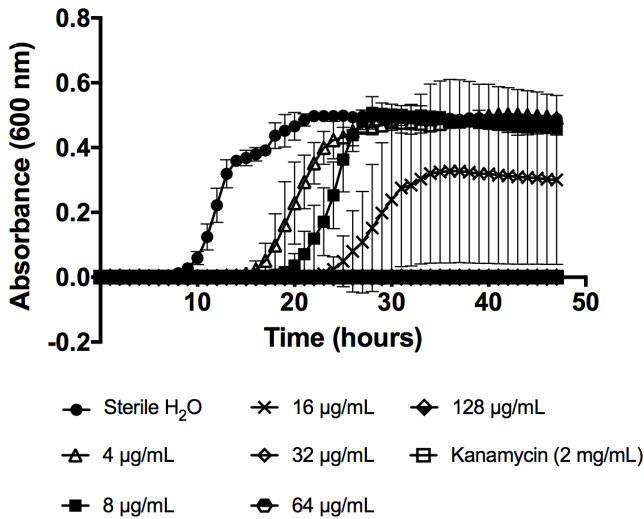 0.8
0.6
0.4
0.2
0.0
-0.2
Absorbance (600 nm)
10 20 30 40 50
Time (hours)
Sterile H₂O 16 µg/mL 128 µg/mL
4 µg/mL 32 µg/mL Kanamycin (2 mg/mL)
8 µg/mL 64 µg/mL